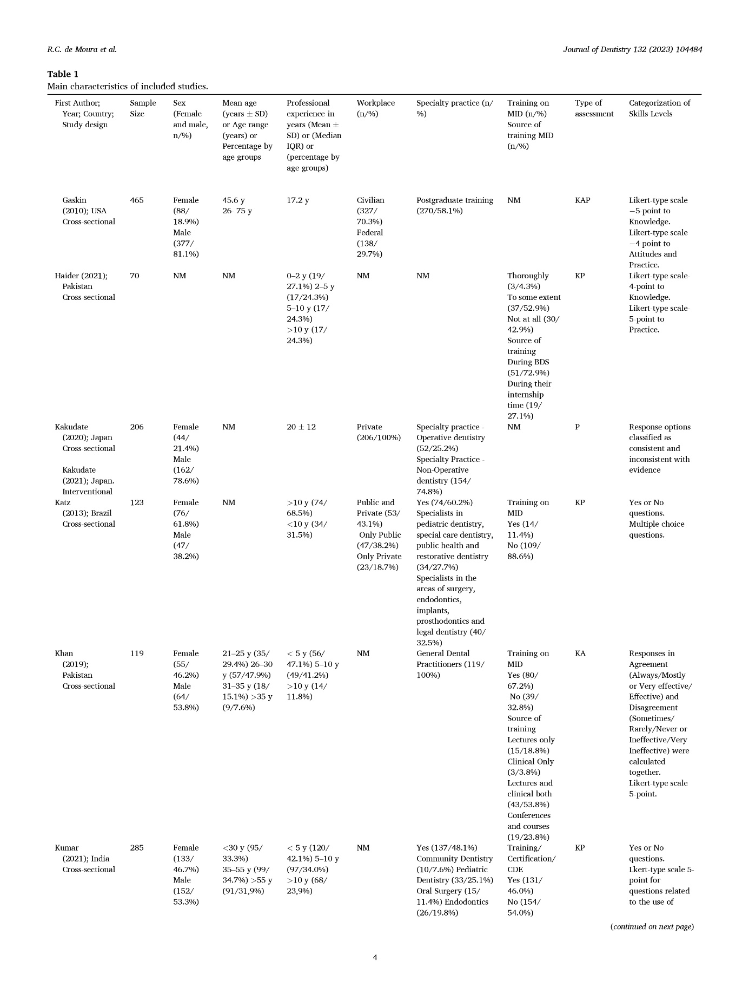 R.C. de Moura et al.
Journal of Dentistry 132 (2023) 104484
Table 1
Main characteristics of included studies.
First Author;
Year; Country;
Study design
Sample
Size
Sex
(Female
and male,
n/%)
Mean age
(years ± SD)
or Age range
(years) or
Percentage by
age groups
Professional
experience in
years (Mean ±
SD) or (Median
IQR) or
(percentage by
age groups)
Workplace
(n/%)
Specialty practice (n/
%)
Training on
MID (n/%)
Source of
training MID
(n/%)
Type of
assessment
Categorization of
Skills Levels
Gaskin
(2010); USA
Cross-sectional
465
Female
(88/
18.9%)
Male
(377/
81.1%)
45.6 y
26- 75 y
17.2 y
Civilian
(327/
70.3%)
Federal
(138/
29.7%)
Postgraduate training
(270/58.1%)
NM
KAP
Likert-type scale
−5-point to
Knowledge.
Likert-type scale
−4 point to
Attitudes and
Practice.
Haider (2021);
Pakistan
Cross-sectional
70
NM
NM
0–2 y (19/
27.1%) 2–5 y
(17/24.3%)
5–10 y (17/
24.3%)
>10 y (17/
24.3%)
NM
NM
Thoroughly
(3/4.3%)
To some extent
(37/52.9%)
Not at all (30/
42.9%)
Source of
training
During BDS
(51/72.9%)
During their
internship
time (19/
27.1%)
KP
Likert-type scale-
4-point to
Knowledge.
Likert-type scale-
5-point to
Practice.
Kakudate
(2020); Japan
Cross-sectional
Kakudate
(2021); Japan.
Interventional
206
Female
(44/
21.4%)
Male
(162/
78.6%)
NM
20 ± 12
Private
(206/100%)
Specialty practice -
Operative dentistry
(52/25.2%)
Specialty Practice -
Non-Operative
dentistry (154/
74.8%)
NM
P
Response options
classified as
consistent and
inconsistent with
evidence
Katz
(2013); Brazil
Cross-sectional
123
Female
(76/
61.8%)
Male
(47/
38.2%)
NM
>10 y (74/
68.5%)
<10 y (34/
31.5%)
Public and
Private (53/
43.1%)
Only Public
(47/38.2%)
Only Private
(23/18.7%)
Yes (74/60.2%)
Specialists in
pediatric dentistry,
special care dentistry,
public health and
restorative dentistry
(34/27.7%)
Specialists in the
areas of surgery,
endodontics,
implants,
prosthodontics and
legal dentistry (40/
32.5%)
Training on
MID
Yes (14/
11.4%)
No (109/
88.6%)
KP
Yes or No
questions.
Multiple choice
questions.
Khan
(2019);
Pakistan
Cross-sectional
119
Female
(55/
46.2%)
Male
(64/
53.8%)
21–25 y (35/
29.4%) 26–30
y (57/47.9%)
31–35 y (18/
15.1%) >35 y
(9/7.6%)
< 5 y (56/
47.1%) 5–10 y
(49/41.2%)
>10 y (14/
11.8%)
NM
General Dental
Practitioners (119/
100%)
Training on
MID
Yes (80/
67.2%)
No (39/
32.8%)
Source of
training
Lectures only
(15/18.8%)
Clinical Only
(3/3.8%)
Lectures and
clinical both
(43/53.8%)
Conferences
and courses
(19/23.8%)
KA
Responses in
Agreement
(Always/Mostly
or Very effective/
Effective) and
Disagreement
(Sometimes/
Rarely/Never or
Ineffective/Very
Ineffective) were
calculated
together.
Likert-type scale
5-point.
Kumar
(2021); India
Cross-sectional
285
Female
(133/
46.7%)
Male
(152/
53.3%)
<30 y (95/
33.3%)
35–55 y (99/
34.7%) >55 y
(91/31,9%)
< 5 y (120/
42.1%) 5–10 y
(97/34.0%)
>10 y (68/
23,9%)
NM
Yes (137/48.1%)
Community Dentistry
(10/7.6%) Pediatric
Dentistry (33/25.1%)
Oral Surgery (15/
11.4%) Endodontics
(26/19.8%)
Training/
Certification/
CDE
Yes (131/
46.0%)
No (154/
54.0%)
KP
Yes or No
questions.
Lkert-type scale 5-
point for
questions related
to the use of
(continued on next page)
4